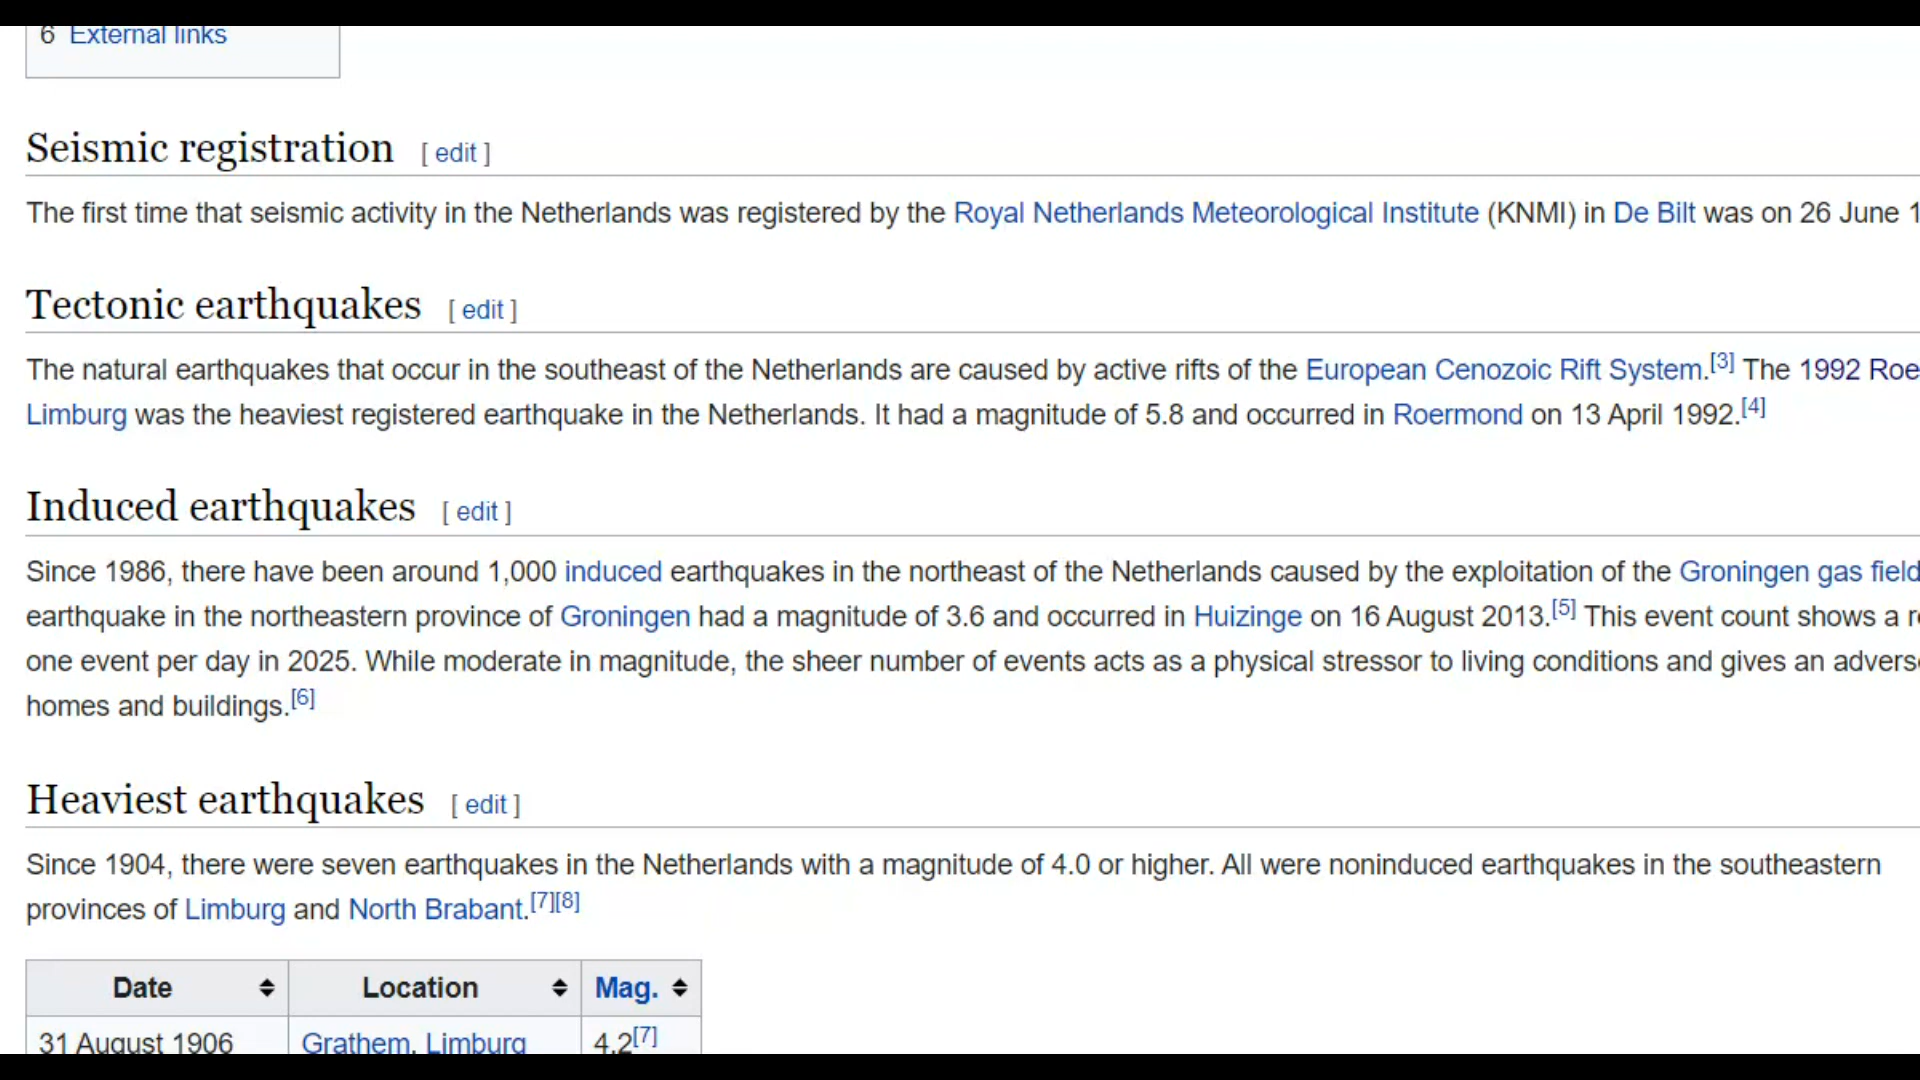 6 External links
Seismic registration [ edit ]
The first time that seismic activity in the Netherlands was registered by the Royal Netherlands Meteorological Institute (KNMI) in De Bilt was on 26 June 1
Tectonic earthquakes [ edit ]
The natural earthquakes that occur in the southeast of the Netherlands are caused by active rifts of the European Cenozoic Rift System.[3] The 1992 Roe
Limburg was the heaviest registered earthquake in the Netherlands. It had a magnitude of 5.8 and occurred in Roermond on 13 April 1992.[4]
Induced earthquakes [ edit ]
Since 1986, there have been around 1,000 induced earthquakes in the northeast of the Netherlands caused by the exploitation of the Groningen gas field
earthquake in the northeastern province of Groningen had a magnitude of 3.6 and occurred in Huizinge on 16 August 2013.[5] This event count shows a r
one event per day in 2025. While moderate in magnitude, the sheer number of events acts as a physical stressor to living conditions and gives an advers
homes and buildings.[6]
Heaviest earthquakes [ edit ]
Since 1904, there were seven earthquakes in the Netherlands with a magnitude of 4.0 or higher. All were noninduced earthquakes in the southeastern
provinces of Limburg and North Brabant.[7][8]
Date Location Mag.
31 August 1906 Grathem, Limburg 4.2[7]